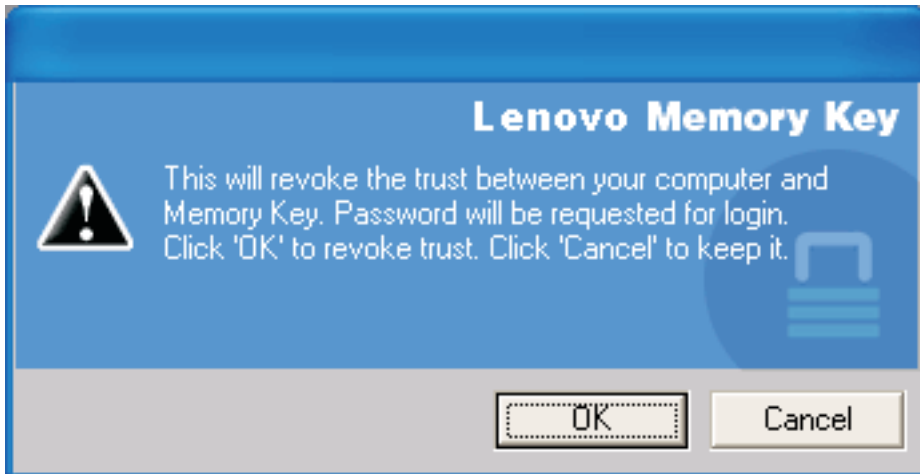 Lenovo Memory Key
This will revoke the trust between your computer and
Memory Key. Password will be requested for login.
Click 'OK' to revoke trust. Click 'Cancel' to keep it.
OK
Cancel